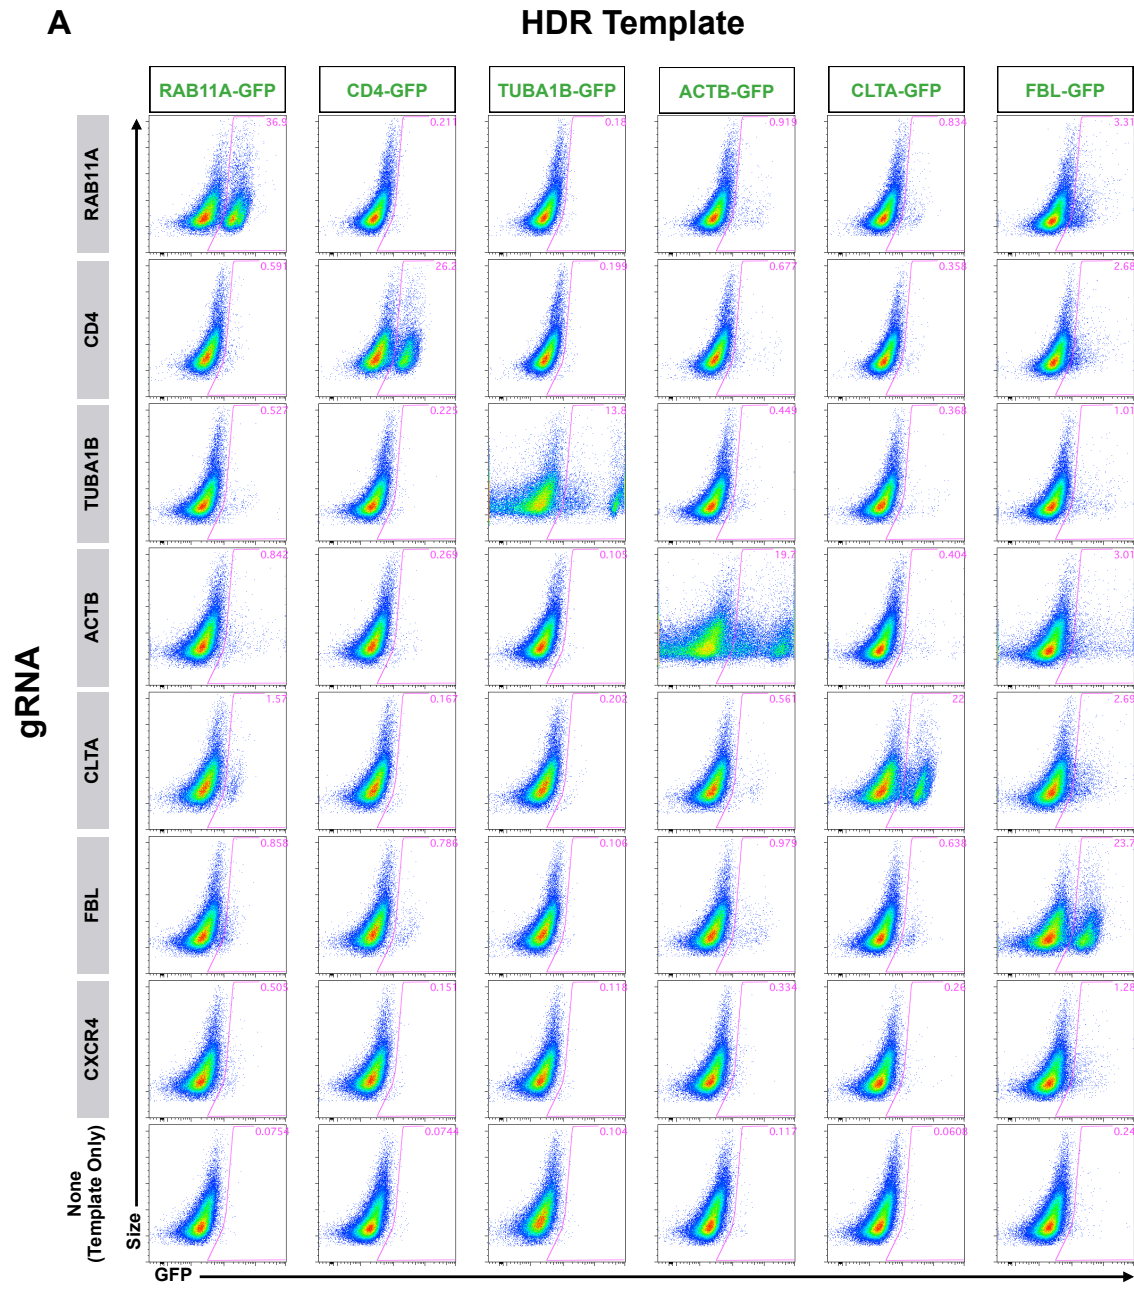 A
HDR Template
RAB11A-GFP CD4-GFP TUBA1B-GFP ACTB-GFP CLTA-GFP FBL-GFP
gRNA
RAB11A
36.9 0.211 0.18 0.919 0.834 3.31
CD4
0.591 26.2 0.199 0.677 0.358 2.68
TUBA1B
0.527 0.225 13.8 0.449 0.368 1.01
ACTB
0.842 0.269 0.105 19.7 0.404 3.01
CLTA
1.57 0.167 0.202 0.561 22 2.69
FBL
0.858 0.786 0.106 0.979 0.638 23.7
CXCR4
0.505 0.151 0.118 0.334 0.26 1.28
None
(Template Only)
0.0754 0.0744 0.104 0.117 0.0608 0.24
Size
GFP